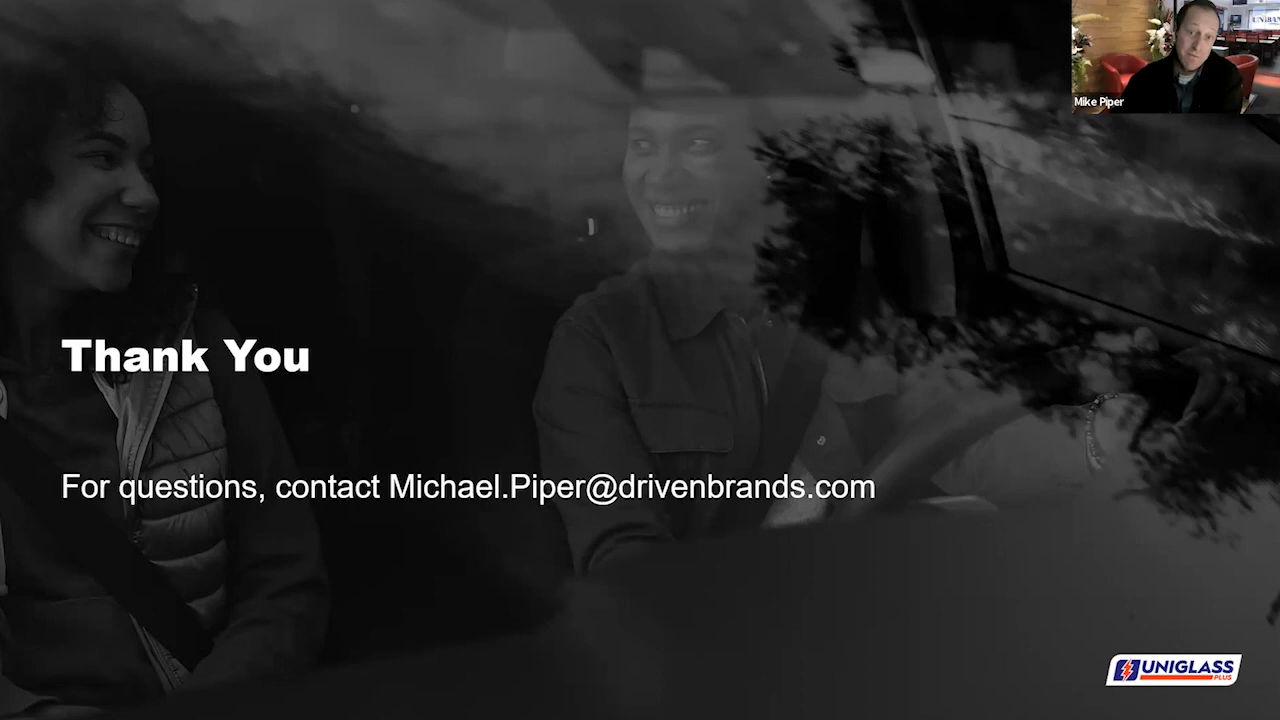 Mike Piper
Thank You
For questions, contact Michael.Piper@drivenbrands.com
UNIGLASS
PLUS